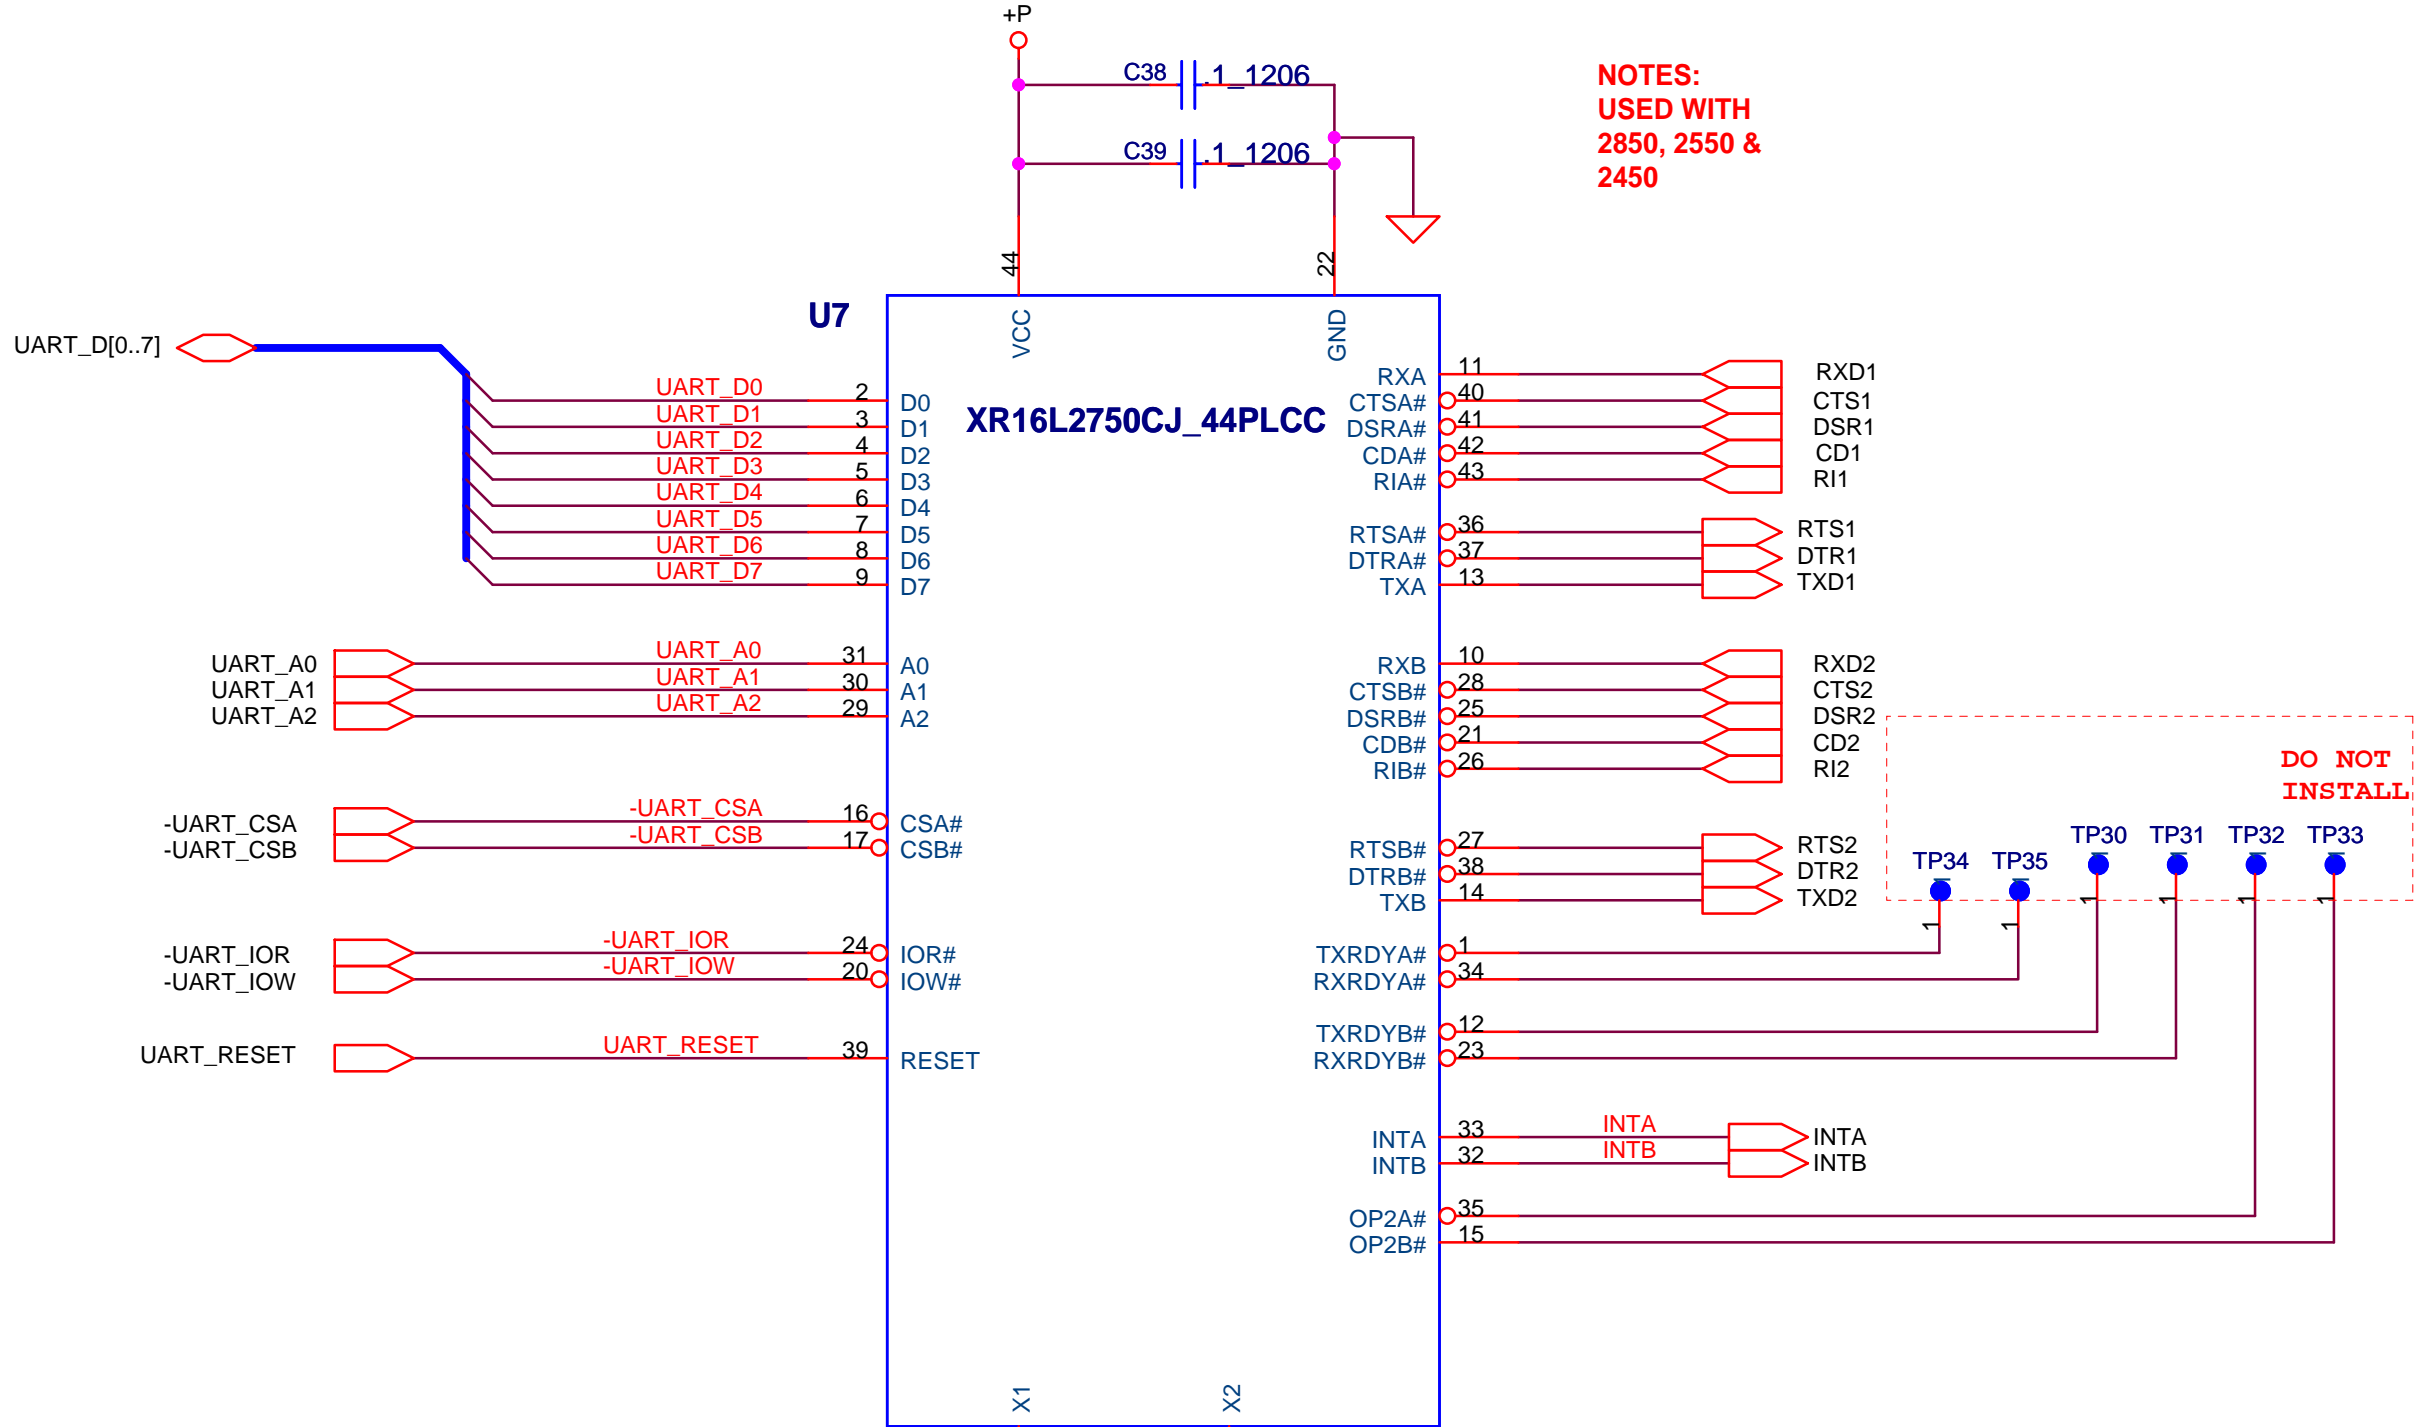 +P
C38 .1_1206
C39 .1_1206
NOTES:
USED WITH
2850, 2550 &
2450
44
22
U7
VCC
GND
XR16L2750CJ_44PLCC
UART_D[0..7]
UART_D0 2 D0
UART_D1 3 D1
UART_D2 4 D2
UART_D3 5 D3
UART_D4 6 D4
UART_D5 7 D5
UART_D6 8 D6
UART_D7 9 D7
UART_A0 UART_A0 31 A0
UART_A1 UART_A1 30 A1
UART_A2 UART_A2 29 A2
-UART_CSA -UART_CSA 16 CSA#
-UART_CSB -UART_CSB 17 CSB#
-UART_IOR -UART_IOR 24 IOR#
-UART_IOW -UART_IOW 20 IOW#
UART_RESET UART_RESET 39 RESET
RXA 11 RXD1
CTSA# 40 CTS1
DSRA# 41 DSR1
CDA# 42 CD1
RIA# 43 RI1
RTSA# 36 RTS1
DTRA# 37 DTR1
TXA 13 TXD1
RXB 10 RXD2
CTSB# 28 CTS2
DSRB# 25 DSR2
CDB# 21 CD2
RIB# 26 RI2
RTSB# 27 RTS2
DTRB# 38 DTR2
TXB 14 TXD2
DO NOT
INSTALL
TP34 TP35 TP30 TP31 TP32 TP33
1 1 1 1 1 1
TXRDYA# 1
RXRDYA# 34
TXRDYB# 12
RXRDYB# 23
INTA 33 INTA INTA
INTB 32 INTB INTB
OP2A# 35
OP2B# 15
X1
X2